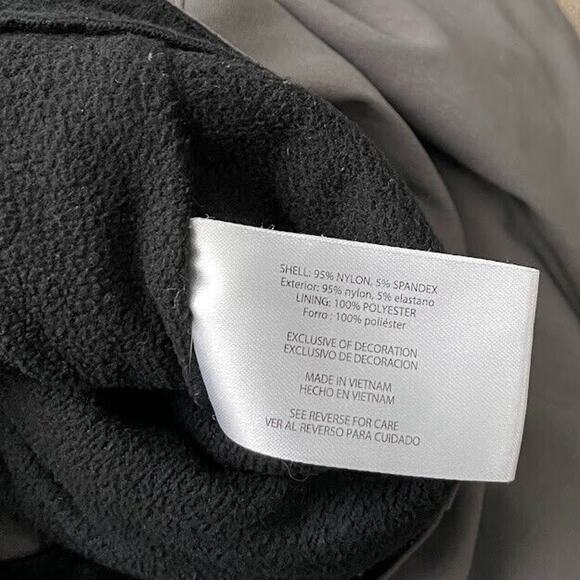 SHELL: 95% NYLON, 5% SPANDEX
Exterior: 95% nylon, 5% elastano
LINING: 100% POLYESTER
Forro : 100% poliéster
EXCLUSIVE OF DECORATION
EXCLUSIVO DE DECORACION
MADE IN VIETNAM
HECHO EN VIETNAM
SEE REVERSE FOR CARE
VER AL REVERSO PARA CUIDADO